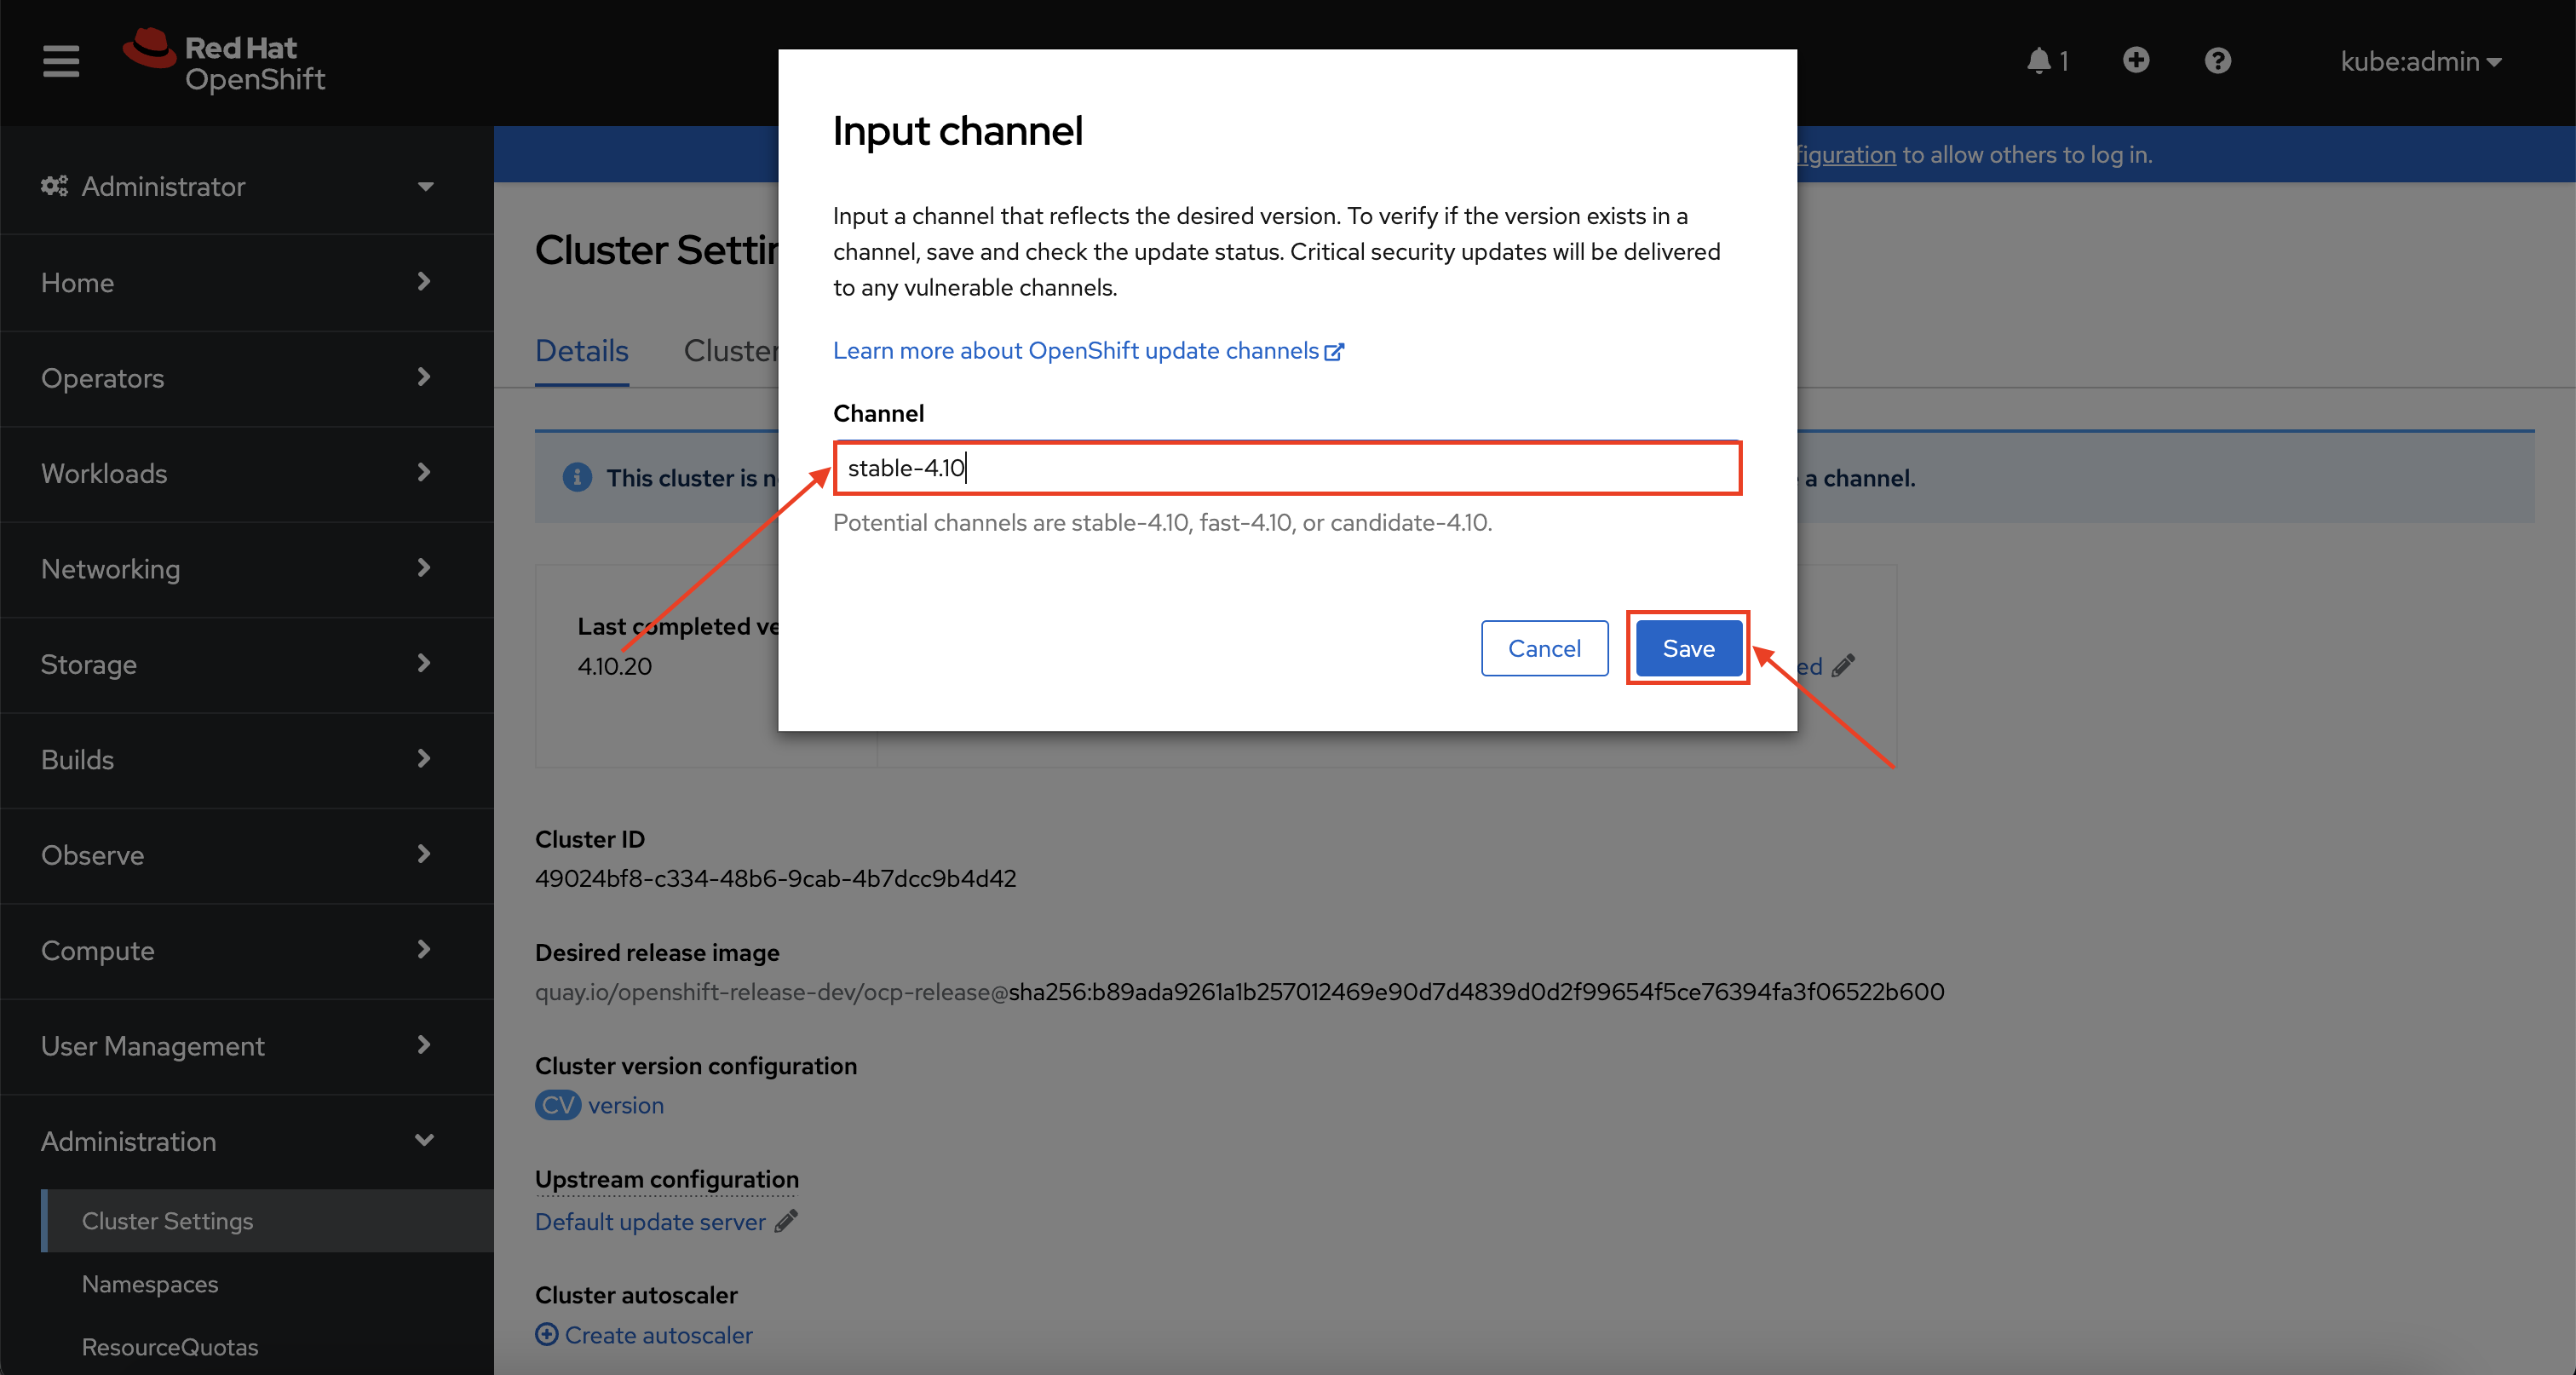 Red Hat
OpenShift
1
kube:admin
Administrator
Home
Operators
Workloads
Networking
Storage
Builds
Observe
Compute
User Management
Administration
Cluster Settings
Namespaces
ResourceQuotas
to allow others to log in.
Details
Cluster
This cluster is
a channel.
Last completed
4.10.20
Input channel
Input a channel that reflects the desired version. To verify if the version exists in a
channel, save and check the update status. Critical security updates will be delivered
to any vulnerable channels.
Learn more about OpenShift update channels
Channel
stable-4.10
Potential channels are stable-4.10, fast-4.10, or candidate-4.10.
Cancel
Save
Cluster ID
49024bf8-c334-48b6-9cab-4b7dcc9b4d42
Desired release image
quay.io/openshift-release-dev/ocp-release@sha256:b89ada9261a1b257012469e90d7d4839d0d2f99654f5ce76394fa3f06522b600
Cluster version configuration
CV version
Upstream configuration
Default update server
Cluster autoscaler
Create autoscaler